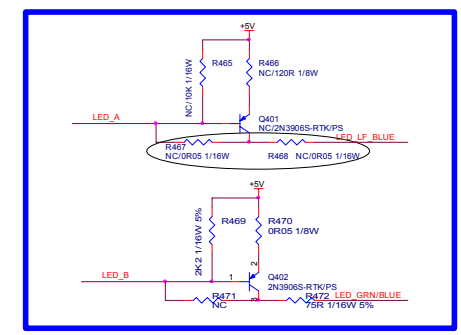 +5V
NC/10K 1/16W
R465
R466
NC/120R 1/8W
LED_A
Q401
NC/2N3906S-RTK/PS
LED_LF_BLUE
R467
NC/0R05 1/16W
R468
NC/0R05 1/16W
+5V
2K2 1/16W 5%
R469
R470
0R05 1/8W
2
LED_B
1
Q402
2N3906S-RTK/PS
3
R471
NC
R472
75R 1/16W 5%
LED_GRN/BLUE